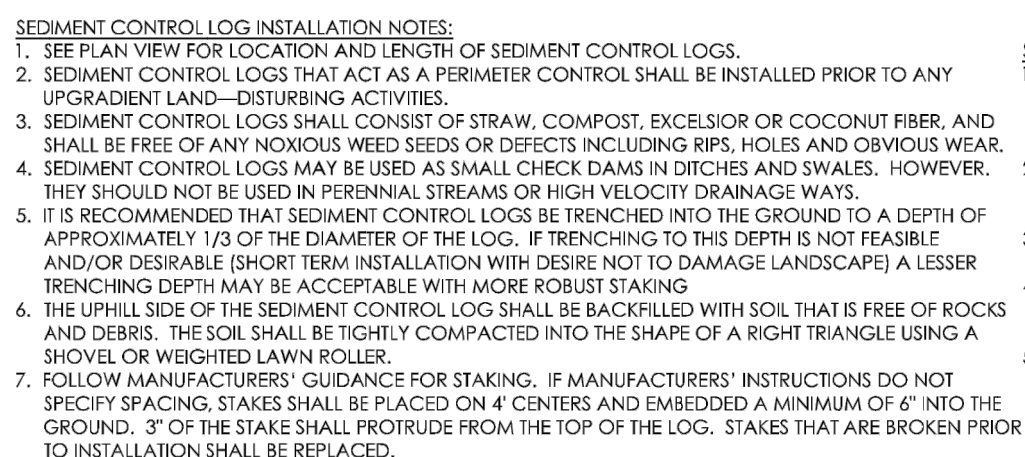 SEDIMENT CONTROL LOG INSTALLATION NOTES:
1. SEE PLAN VIEW FOR LOCATION AND LENGTH OF SEDIMENT CONTROL LOGS.
2. SEDIMENT CONTROL LOGS THAT ACT AS A PERIMETER CONTROL SHALL BE INSTALLED PRIOR TO ANY
UPGRADIENT LAND—DISTURBING ACTIVITIES.
3. SEDIMENT CONTROL LOGS SHALL CONSIST OF STRAW, COMPOST, EXCELSIOR OR COCONUT FIBER, AND
SHALL BE FREE OF ANY NOXIOUS WEED SEEDS OR DEFECTS INCLUDING RIPS, HOLES AND OBVIOUS WEAR.
4. SEDIMENT CONTROL LOGS MAY BE USED AS SMALL CHECK DAMS IN DITCHES AND SWALES. HOWEVER.
THEY SHOULD NOT BE USED IN PERENNIAL STREAMS OR HIGH VELOCITY DRAINAGE WAYS.
5. IT IS RECOMMENDED THAT SEDIMENT CONTROL LOGS BE TRENCHED INTO THE GROUND TO A DEPTH OF
APPROXIMATELY 1/3 OF THE DIAMETER OF THE LOG. IF TRENCHING TO THIS DEPTH IS NOT FEASIBLE
AND/OR DESIRABLE (SHORT TERM INSTALLATION WITH DESIRE NOT TO DAMAGE LANDSCAPE) A LESSER
TRENCHING DEPTH MAY BE ACCEPTABLE WITH MORE ROBUST STAKING
6. THE UPHILL SIDE OF THE SEDIMENT CONTROL LOG SHALL BE BACKFILLED WITH SOIL THAT IS FREE OF ROCKS
AND DEBRIS. THE SOIL SHALL BE TIGHTLY COMPACTED INTO THE SHAPE OF A RIGHT TRIANGLE USING A
SHOVEL OR WEIGHTED LAWN ROLLER.
7. FOLLOW MANUFACTURERS' GUIDANCE FOR STAKING. IF MANUFACTURERS' INSTRUCTIONS DO NOT
SPECIFY SPACING, STAKES SHALL BE PLACED ON 4' CENTERS AND EMBEDDED A MINIMUM OF 6" INTO THE
GROUND. 3" OF THE STAKE SHALL PROTRUDE FROM THE TOP OF THE LOG. STAKES THAT ARE BROKEN PRIOR
TO INSTALLATION SHALL BE REPLACED.